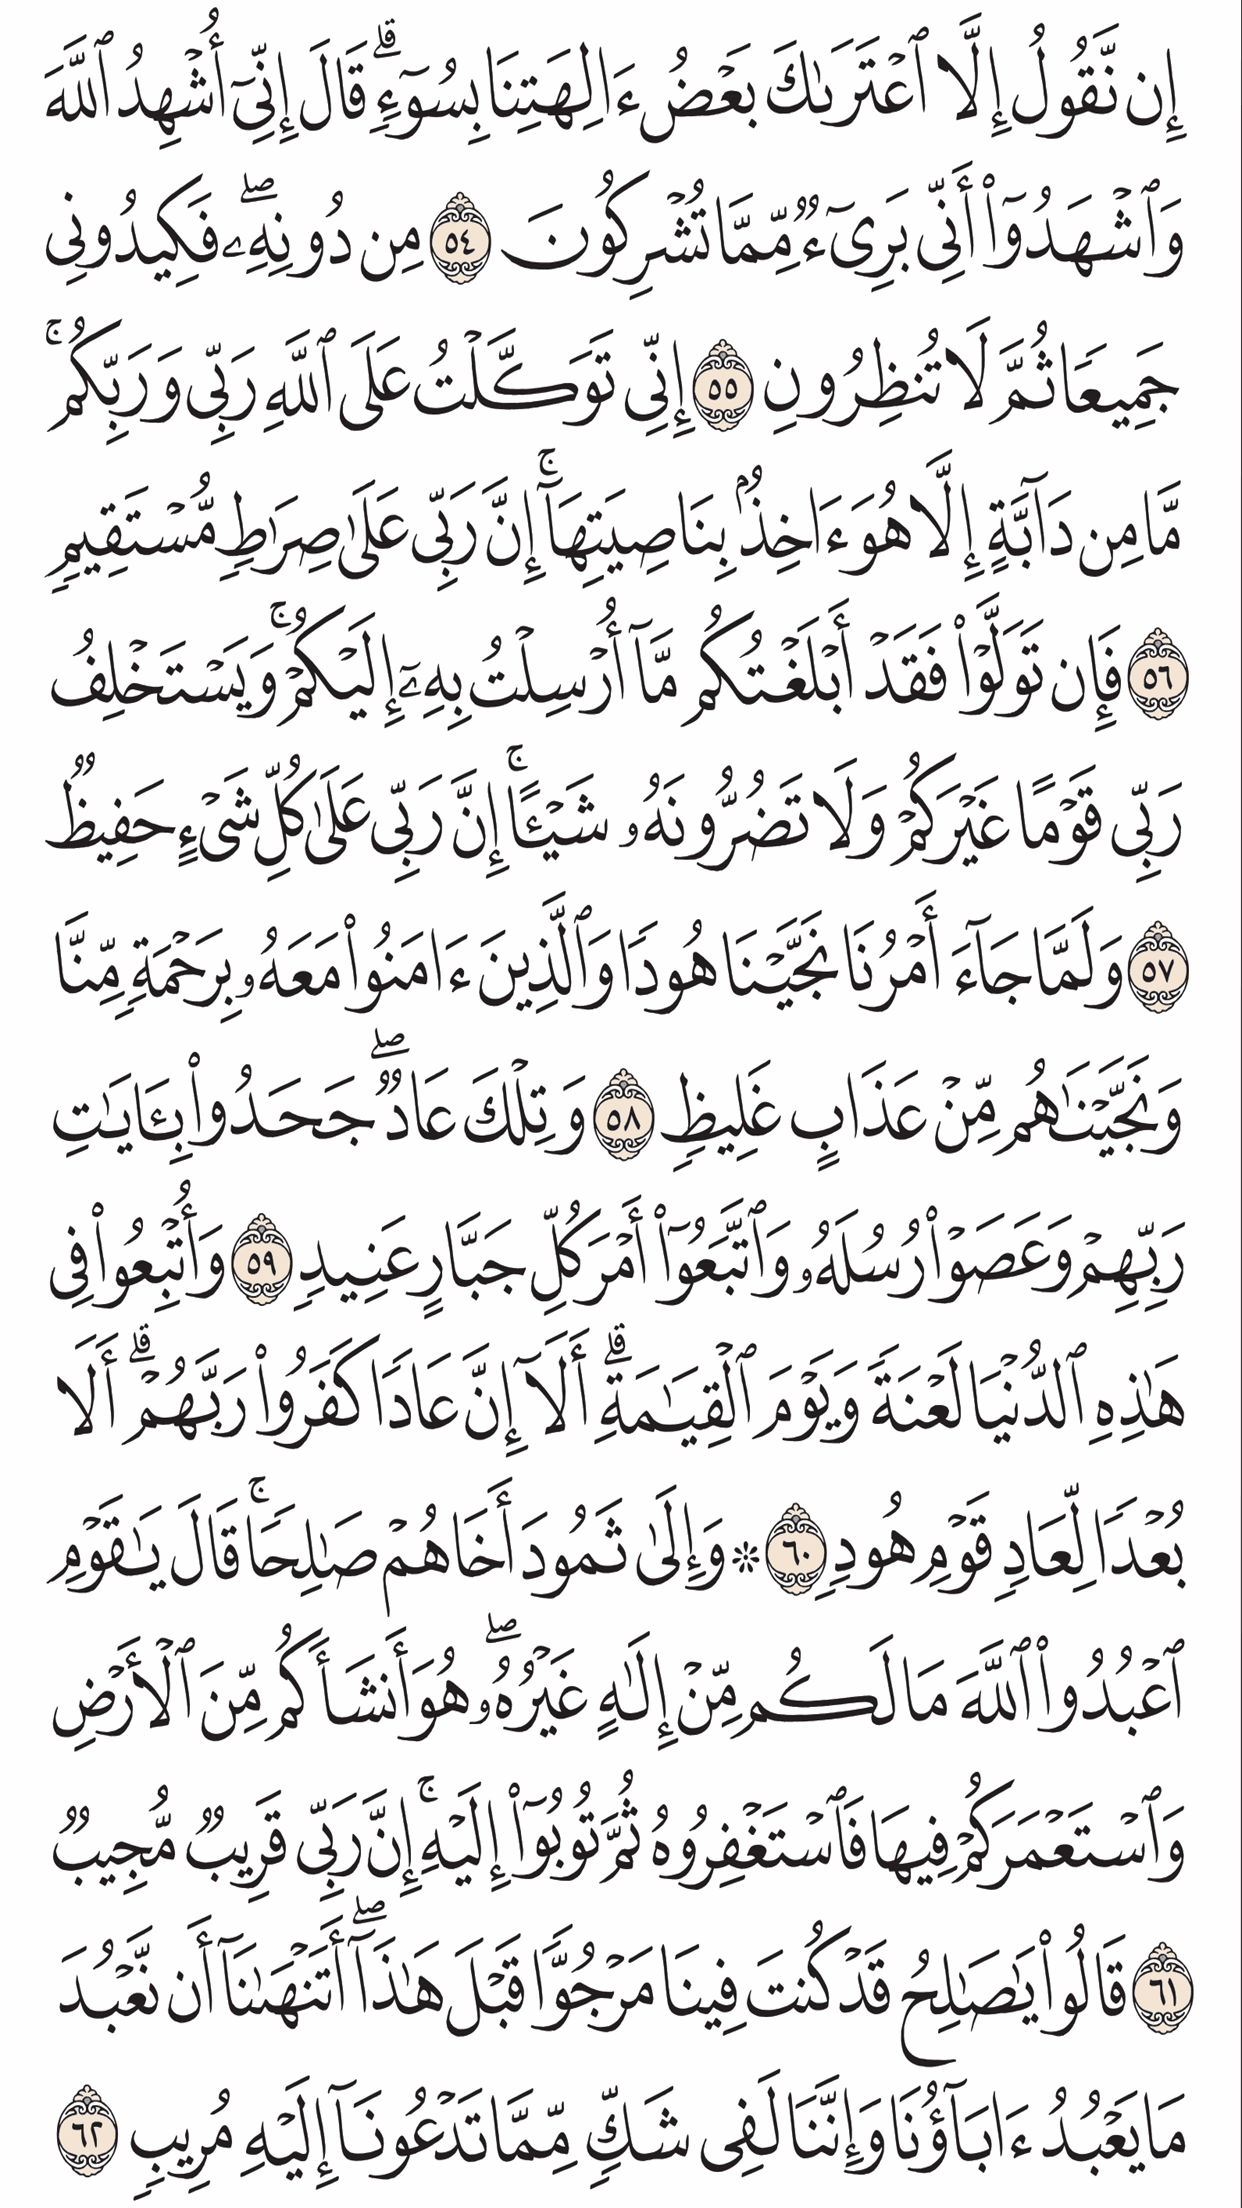 إِن نَّقُولُ إِلَّا ٱعْتَرَىٰكَ بَعْضُ ءَالِهَتِنَا بِسُوٓءٍۗ قَالَ إِنِّىٓ أُشْهِدُ ٱللَّهَ
وَٱشْهَدُوٓا۟ أَنِّى بَرِىٓءٌ مِّمَّا تُشْرِكُونَ ٥٤ مِن دُونِهِۦۖ فَكِيدُونِى
جَمِيعًا ثُمَّ لَا تُنظِرُونِ ٥٥ إِنِّى تَوَكَّلْتُ عَلَى ٱللَّهِ رَبِّى وَرَبِّكُمۚ
مَّا مِن دَآبَّةٍ إِلَّا هُوَ ءَاخِذٌۢ بِنَاصِيَتِهَآۚ إِنَّ رَبِّى عَلَىٰ صِرَٰطٍ مُّسْتَقِيمٍ
٥٦ فَإِن تَوَلَّوْا۟ فَقَدْ أَبْلَغْتُكُم مَّآ أُرْسِلْتُ بِهِۦٓ إِلَيْكُمْۚ وَيَسْتَخْلِفُ
رَبِّى قَوْمًا غَيْرَكُمْ وَلَا تَضُرُّونَهُۥ شَيْـًٔاۚ إِنَّ رَبِّى عَلَىٰ كُلِّ شَىْءٍ حَفِيظٌ
٥٧ وَلَمَّا جَآءَ أَمْرُنَا نَجَّيْنَا هُودًا وَٱلَّذِينَ ءَامَنُوا۟ مَعَهُۥ بِرَحْمَةٍ مِّنَّا
وَنَجَّيْنَٰهُم مِّنْ عَذَابٍ غَلِيظٍ ٥٨ وَتِلْكَ عَادٌۖ جَحَدُوا۟ بِـَٔايَٰتِ
رَبِّهِمْ وَعَصَوْا۟ رُسُلَهُۥ وَٱتَّبَعُوٓا۟ أَمْرَ كُلِّ جَبَّارٍ عَنِيدٍ ٥٩ وَأُتْبِعُوا۟ فِى
هَٰذِهِ ٱلدُّنْيَا لَعْنَةً وَيَوْمَ ٱلْقِيَٰمَةِۗ أَلَآ إِنَّ عَادًا كَفَرُوا۟ رَبَّهُمْۗ أَلَا
بُعْدًا لِّعَادٍ قَوْمِ هُودٍ ٦٠ ۞ وَإِلَىٰ ثَمُودَ أَخَاهُمْ صَٰلِحًاۚ قَالَ يَٰقَوْمِ
ٱعْبُدُوا۟ ٱللَّهَ مَا لَكُم مِّنْ إِلَٰهٍ غَيْرُهُۥۖ هُوَ أَنشَأَكُم مِّنَ ٱلْأَرْضِ
وَٱسْتَعْمَرَكُمْ فِيهَا فَٱسْتَغْفِرُوهُ ثُمَّ تُوبُوٓا۟ إِلَيْهِۚ إِنَّ رَبِّى قَرِيبٌ مُّجِيبٌ
٦١ قَالُوا۟ يَٰصَٰلِحُ قَدْ كُنتَ فِينَا مَرْجُوًّا قَبْلَ هَٰذَآۖ أَتَنْهَىٰنَآ أَن نَّعْبُدَ
مَا يَعْبُدُ ءَابَآؤُنَا وَإِنَّنَا لَفِى شَكٍّ مِّمَّا تَدْعُونَآ إِلَيْهِ مُرِيبٍ ٦٢